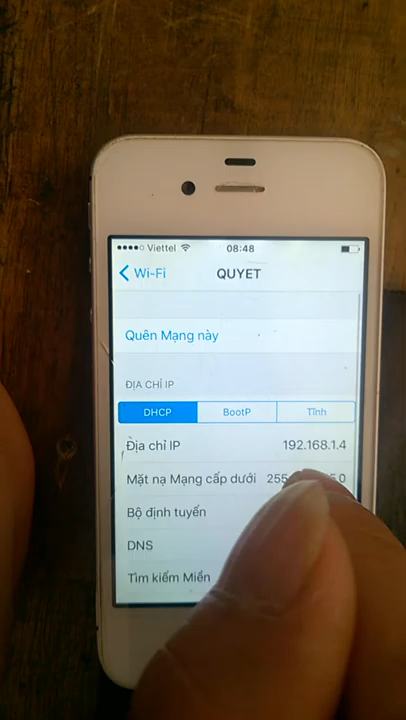 Viettel 08:48
Wi-Fi QUYET
Quên Mạng này
ĐỊA CHỈ IP
DHCP BootP Tĩnh
Địa chỉ IP 192.168.1.4
Mặt nạ Mạng cấp dưới
Bộ định tuyến
DNS
Tìm kiếm Miền